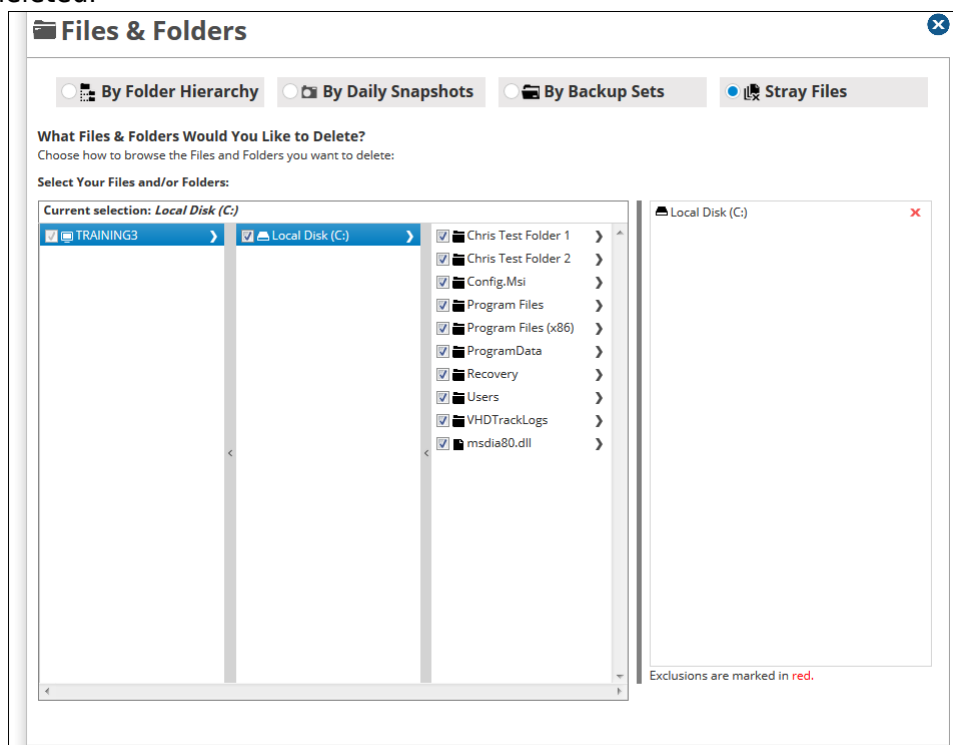 Files & Folders
By Folder Hierarchy
By Daily Snapshots
By Backup Sets
Stray Files
What Files & Folders Would You Like to Delete?
Choose how to browse the Files and Folders you want to delete:
Select Your Files and/or Folders:
Current selection: Local Disk (C:)
TRAINING3
Local Disk (C:)
Chris Test Folder 1
Chris Test Folder 2
Config.Msi
Program Files
Program Files (x86)
ProgramData
Recovery
Users
VHDTrackLogs
msdia80.dll
Local Disk (C:)
Exclusions are marked in red.